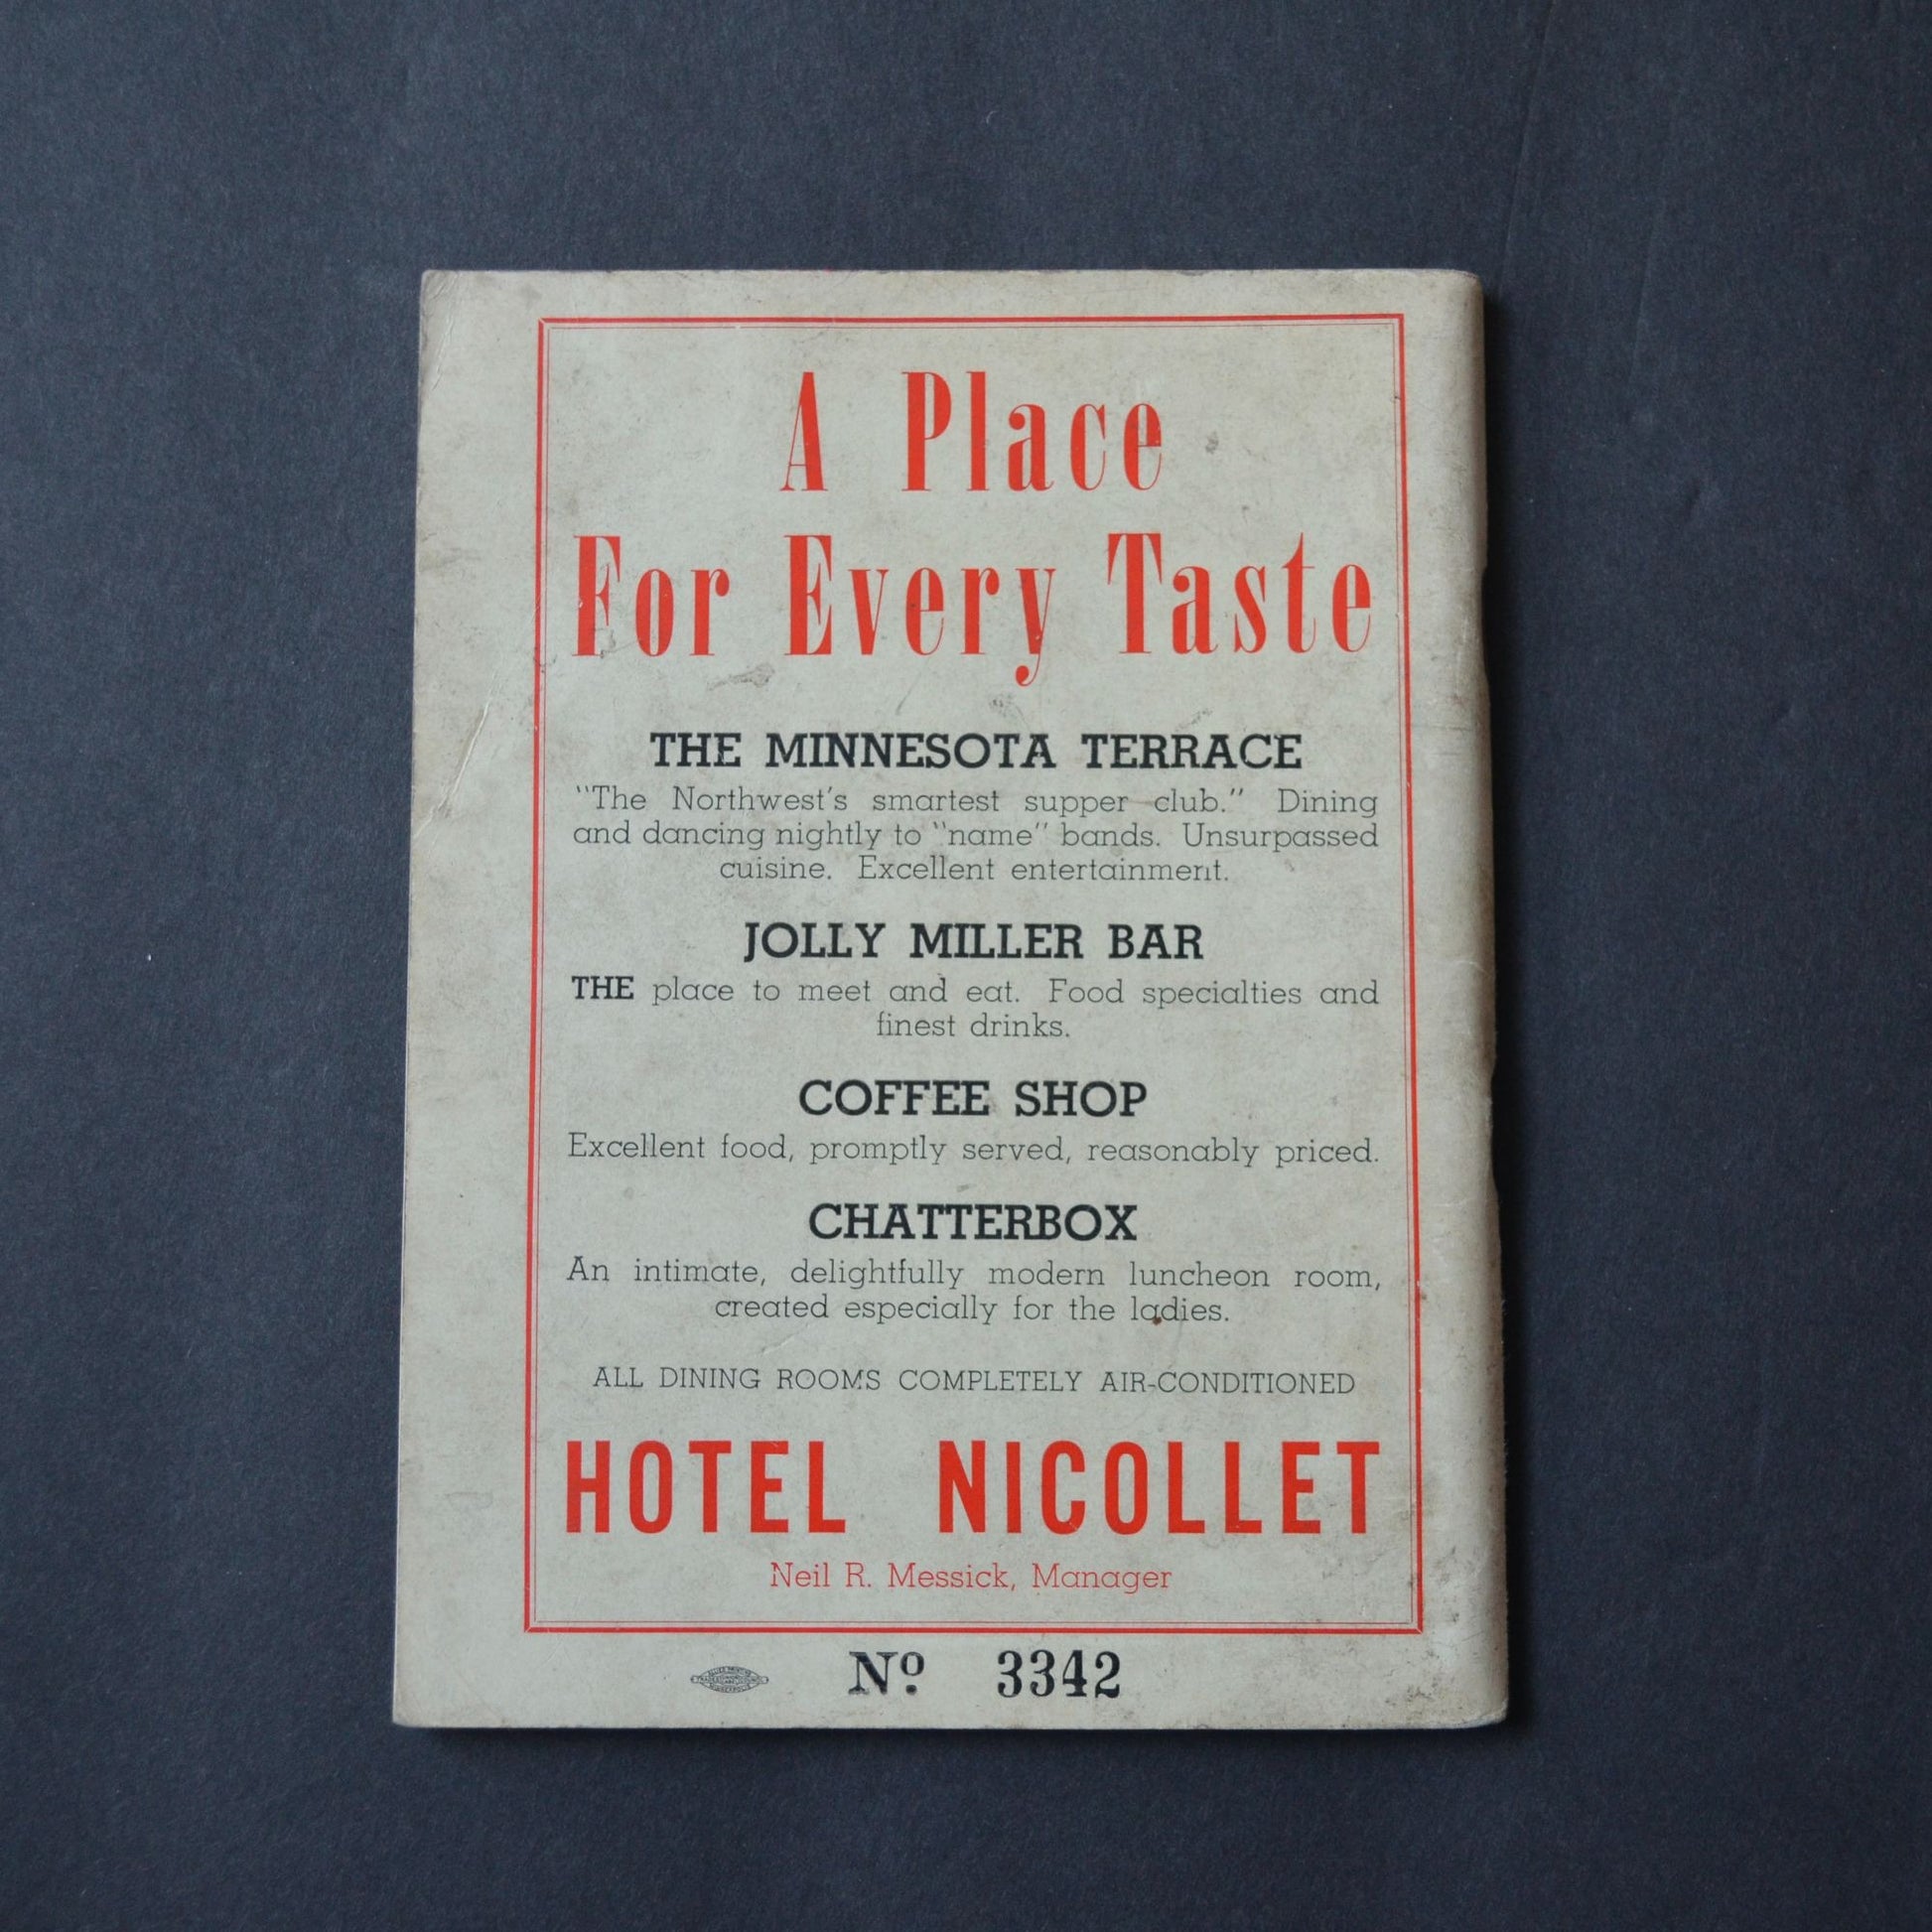 A Place
For Every Taste
THE MINNESOTA TERRACE
"The Northwest's smartest supper club." Dining
and dancing nightly to "name" bands. Unsurpassed
cuisine. Excellent entertainment.
JOLLY MILLER BAR
THE place to meet and eat. Food specialties and
finest drinks.
COFFEE SHOP
Excellent food, promptly served, reasonably priced.
CHATTERBOX
An intimate, delightfully modern luncheon room,
created especially for the ladies.
ALL DINING ROOMS COMPLETELY AIR-CONDITIONED
HOTEL NICOLLET
Neil R. Messick, Manager
Nº 3342